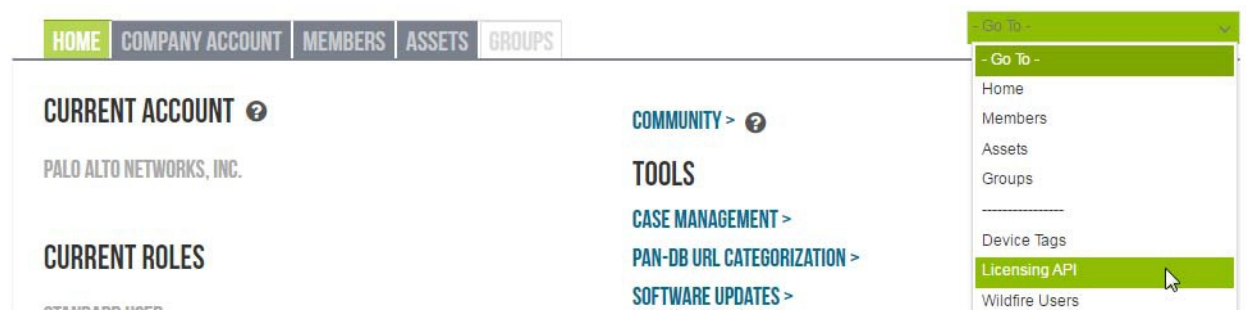 HOME COMPANY ACCOUNT MEMBERS ASSETS GROUPS
CURRENT ACCOUNT ?
PALO ALTO NETWORKS, INC.
CURRENT ROLES
STANDARD USER
COMMUNITY > ?
TOOLS
CASE MANAGEMENT >
PAN-DB URL CATEGORIZATION >
SOFTWARE UPDATES >
- Go To -
- Go To -
Home
Members
Assets
Groups
----------------
Device Tags
Licensing API
Wildfire Users